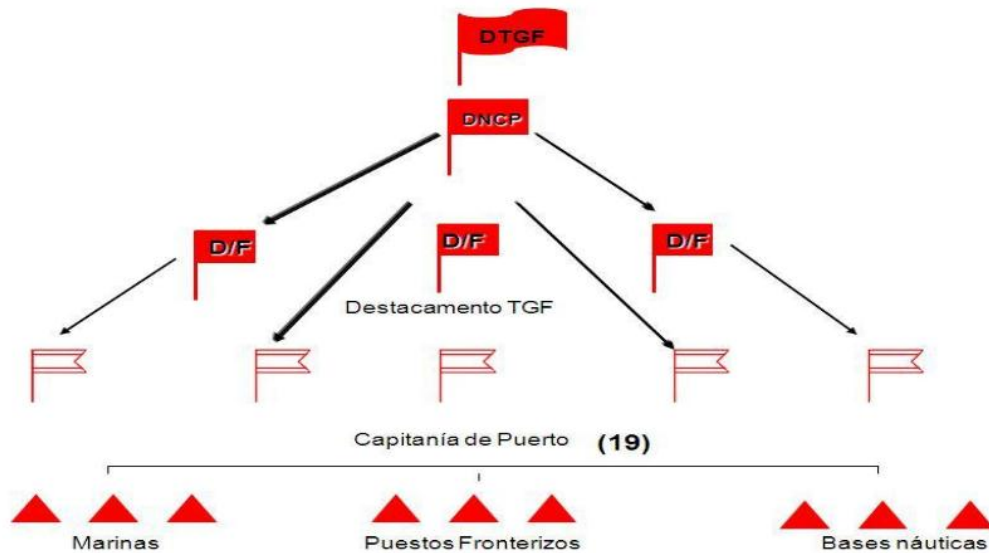 DTGF
DNCP
D/F D/F D/F
Destacamento TGF
Capitanía de Puerto (19)
Marinas Puestos Fronterizos Bases náuticas